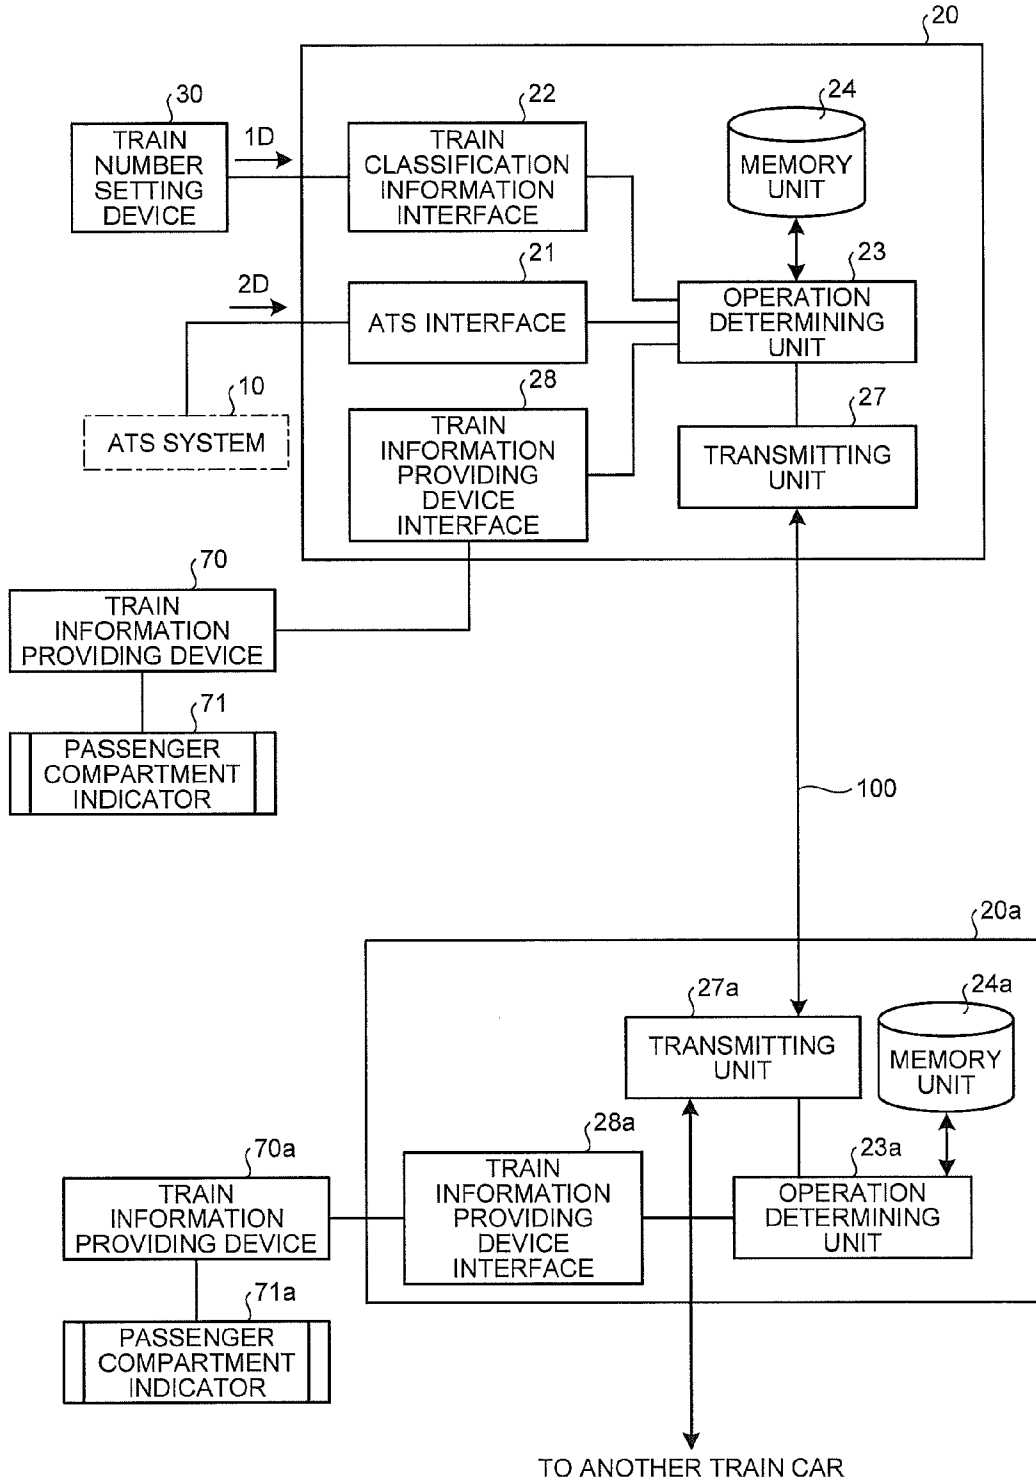 20
30
TRAIN
NUMBER
SETTING
DEVICE
1D
22
TRAIN
CLASSIFICATION
INFORMATION
INTERFACE
24
MEMORY
UNIT
2D
21
ATS INTERFACE
23
OPERATION
DETERMINING
UNIT
10
ATS SYSTEM
28
TRAIN
INFORMATION
PROVIDING
DEVICE
INTERFACE
27
TRANSMITTING
UNIT
70
TRAIN
INFORMATION
PROVIDING DEVICE
71
PASSENGER
COMPARTMENT
INDICATOR
100
20a
27a
TRANSMITTING
UNIT
24a
MEMORY
UNIT
28a
TRAIN
INFORMATION
PROVIDING
DEVICE
INTERFACE
23a
OPERATION
DETERMINING
UNIT
70a
TRAIN
INFORMATION
PROVIDING DEVICE
71a
PASSENGER
COMPARTMENT
INDICATOR
TO ANOTHER TRAIN CAR